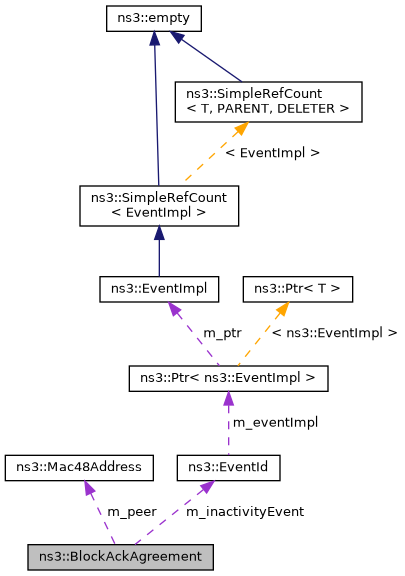 ns3::empty
ns3::SimpleRefCount
< T, PARENT, DELETER >
< EventImpl >
ns3::SimpleRefCount
< EventImpl >
ns3::EventImpl
ns3::Ptr< T >
m_ptr
< ns3::EventImpl >
ns3::Ptr< ns3::EventImpl >
m_eventImpl
ns3::Mac48Address
ns3::EventId
m_peer
m_inactivityEvent
ns3::BlockAckAgreement